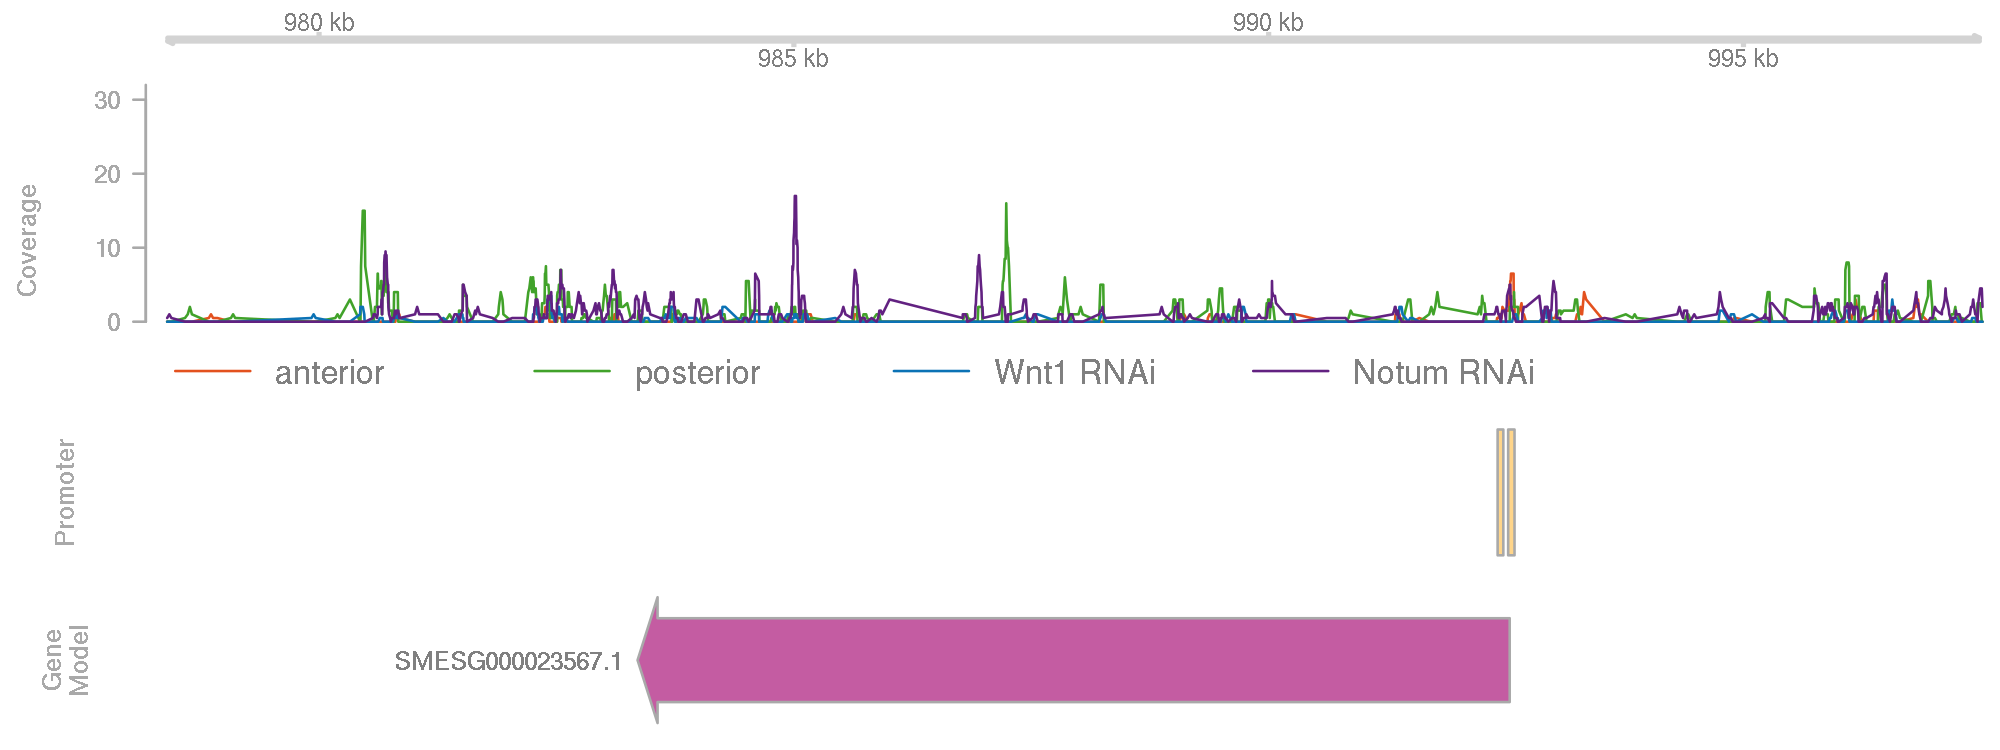 980 kb
990 kb
985 kb
995 kb
30
20
10
0
Coverage
anterior
posterior
Wnt1 RNAi
Notum RNAi
Promoter
Gene
Model
SMESG000023567.1